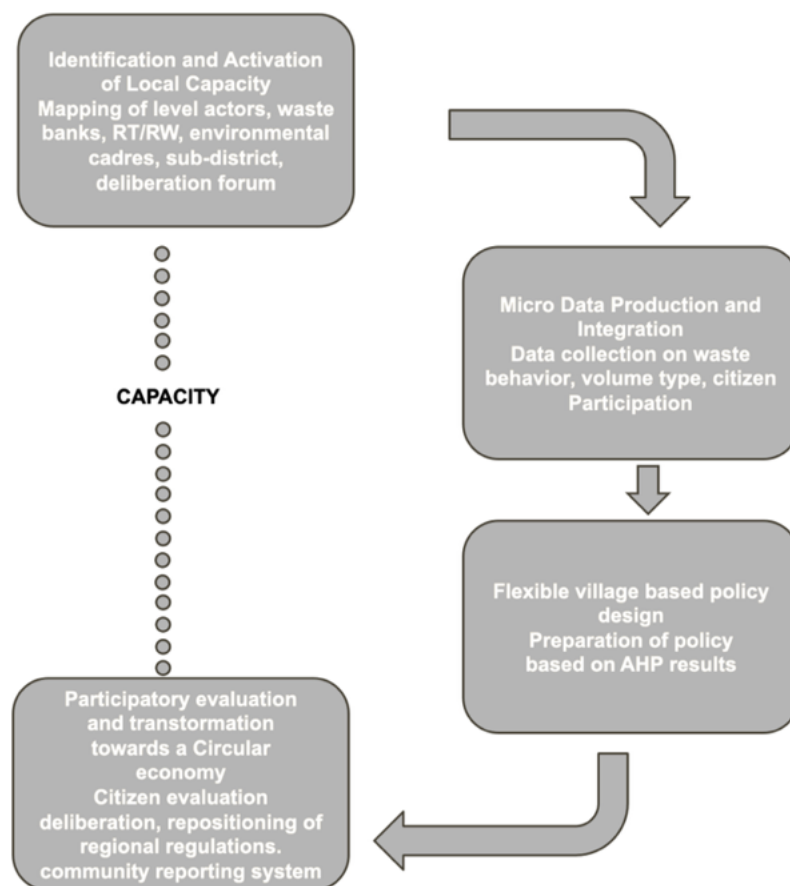 Identification and Activation
of Local Capacity
Mapping of level actors, waste
banks, RT/RW, environmental
cadres, sub-district,
deliberation forum
Micro Data Production and
Integration
Data collection on waste
behavior, volume type, citizen
Participation
CAPACITY
Flexible village based policy
design
Preparation of policy
based on AHP results
Participatory evaluation
and transtormation
towards a Circular
economy
Citizen evaluation
deliberation, repositioning of
regional regulations.
community reporting system